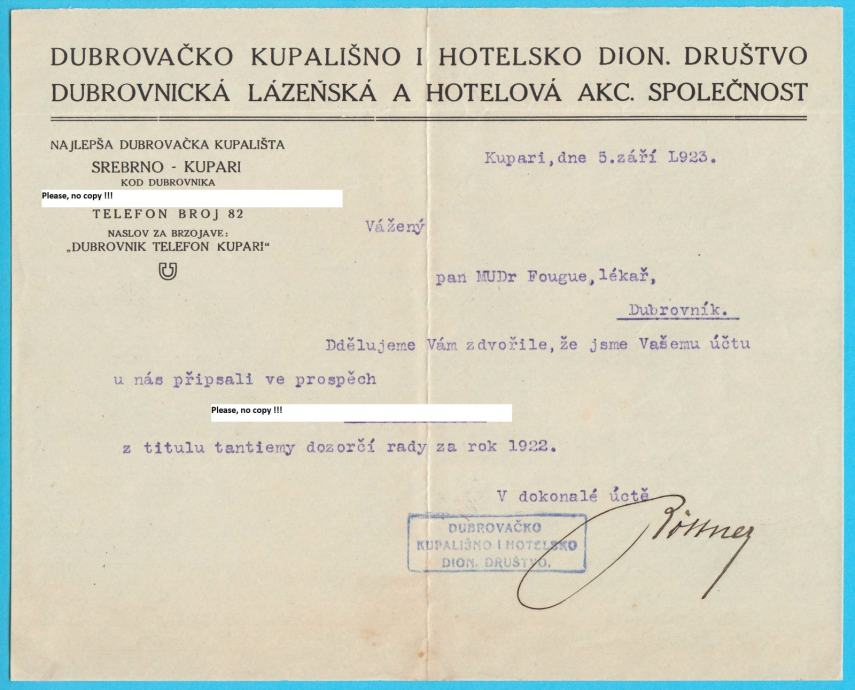 DUBROVAČKO KUPALIŠNO I HOTELSKO DION. DRUŠTVO
DUBROVNICKÁ LÁZEŇSKÁ A HOTELOVÁ AKC. SPOLEČNOST
NAJLEPŠA DUBROVAČKA KUPALIŠTA
SREBRNO - KUPARI
KOD DUBROVNIKA
Please, no copy !!!
TELEFON BROJ 82
NASLOV ZA BRZOJAVE:
„DUBROVNIK TELEFON KUPARI“
Kupari, dne 5.září L923.
Vážený
pan MUDr Fougue, lékař,
Dubrovník.
Ddělujeme Vám zdvořile, že jsme Vašemu účtu
u nás připsali ve prospěch
Please, no copy !!!
z titulu tantiemy dozorčí rady za rok 1922.
V dokonalé úctě
DUBROVAČKO
KUPALIŠNO I HOTELSKO
DION. DRUŠTVO.